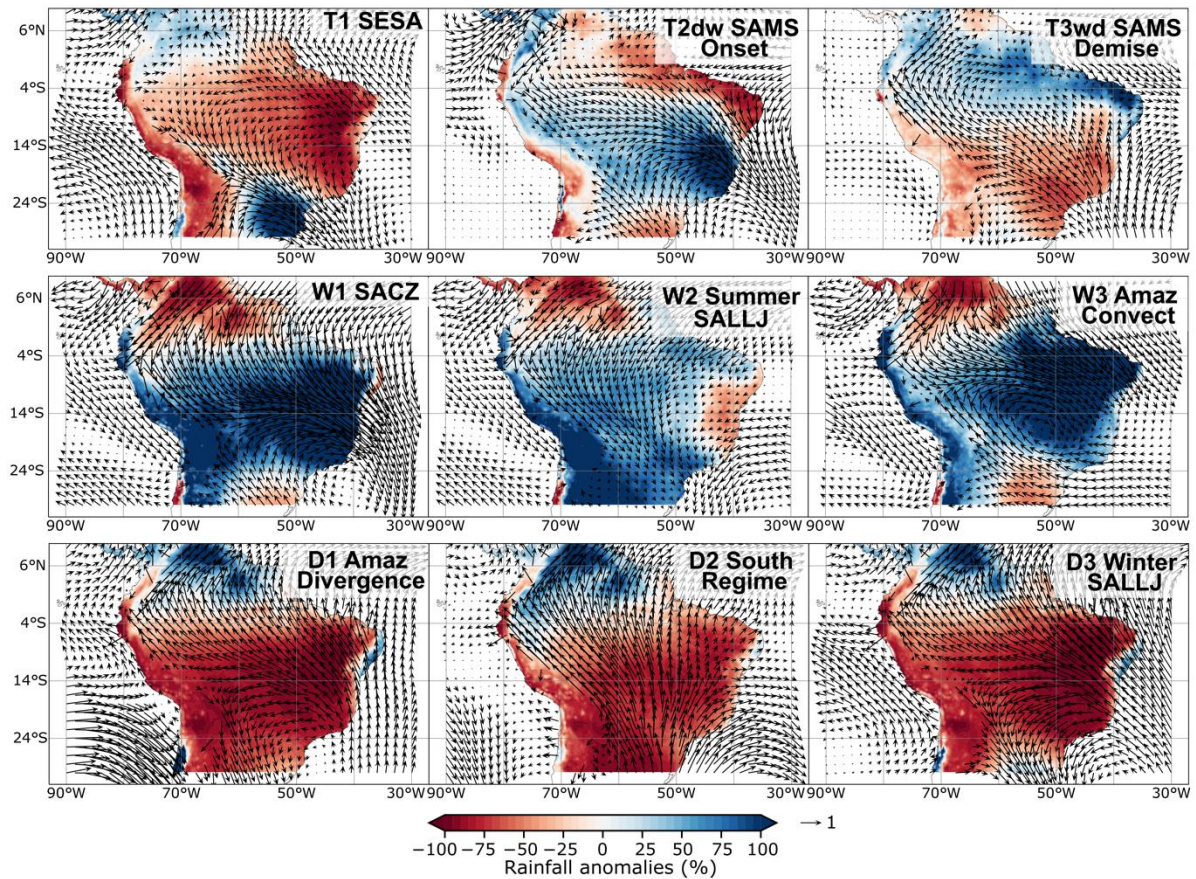 T1 SESA
6°N
4°S
14°S
24°S
T2dw SAMS
Onset
T3wd SAMS
Demise
90°W 70°W 50°W 30°W
70°W 50°W 30°W
70°W 50°W 30°W
W1 SACZ
6°N
4°S
14°S
24°S
W2 Summer
SALLJ
W3 Amaz
Convect
90°W 70°W 50°W 30°W
70°W 50°W 30°W
70°W 50°W 30°W
D1 Amaz
Divergence
6°N
4°S
14°S
24°S
D2 South
Regime
D3 Winter
SALLJ
90°W 70°W 50°W 30°W
90°W 70°W 50°W 30°W
90°W 70°W 50°W 30°W
−100 −75 −50 −25 0 25 50 75 100
Rainfall anomalies (%)
1